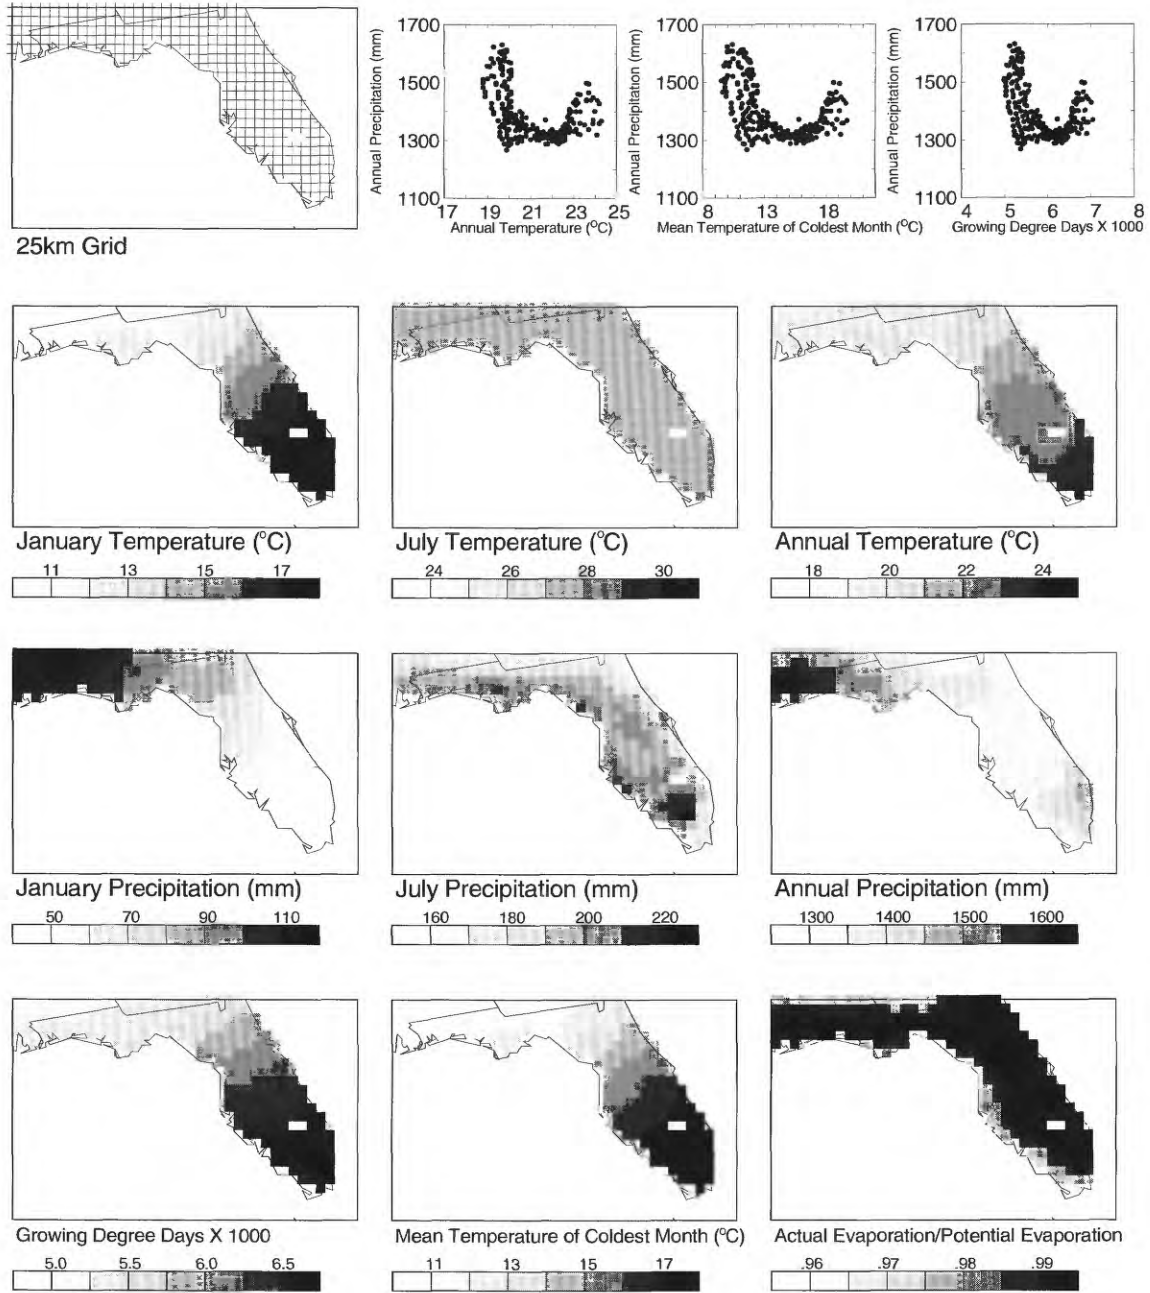 1700
1500
1300
1100
Annual Precipitation (mm)
17 19 21 23 25
Annual Temperature (°C)
1700
1500
1300
1100
Annual Precipitation (mm)
8 13 18
Mean Temperature of Coldest Month (°C)
1700
1500
1300
1100
Annual Precipitation (mm)
4 5 6 7 8
Growing Degree Days X 1000
25km Grid
January Temperature (°C)
11 13 15 17
July Temperature (°C)
24 26 28 30
Annual Temperature (°C)
18 20 22 24
January Precipitation (mm)
50 70 90 110
July Precipitation (mm)
160 180 200 220
Annual Precipitation (mm)
1300 1400 1500 1600
Growing Degree Days X 1000
5.0 5.5 6.0 6.5
Mean Temperature of Coldest Month (°C)
11 13 15 17
Actual Evaporation/Potential Evaporation
.96 .97 .98 .99